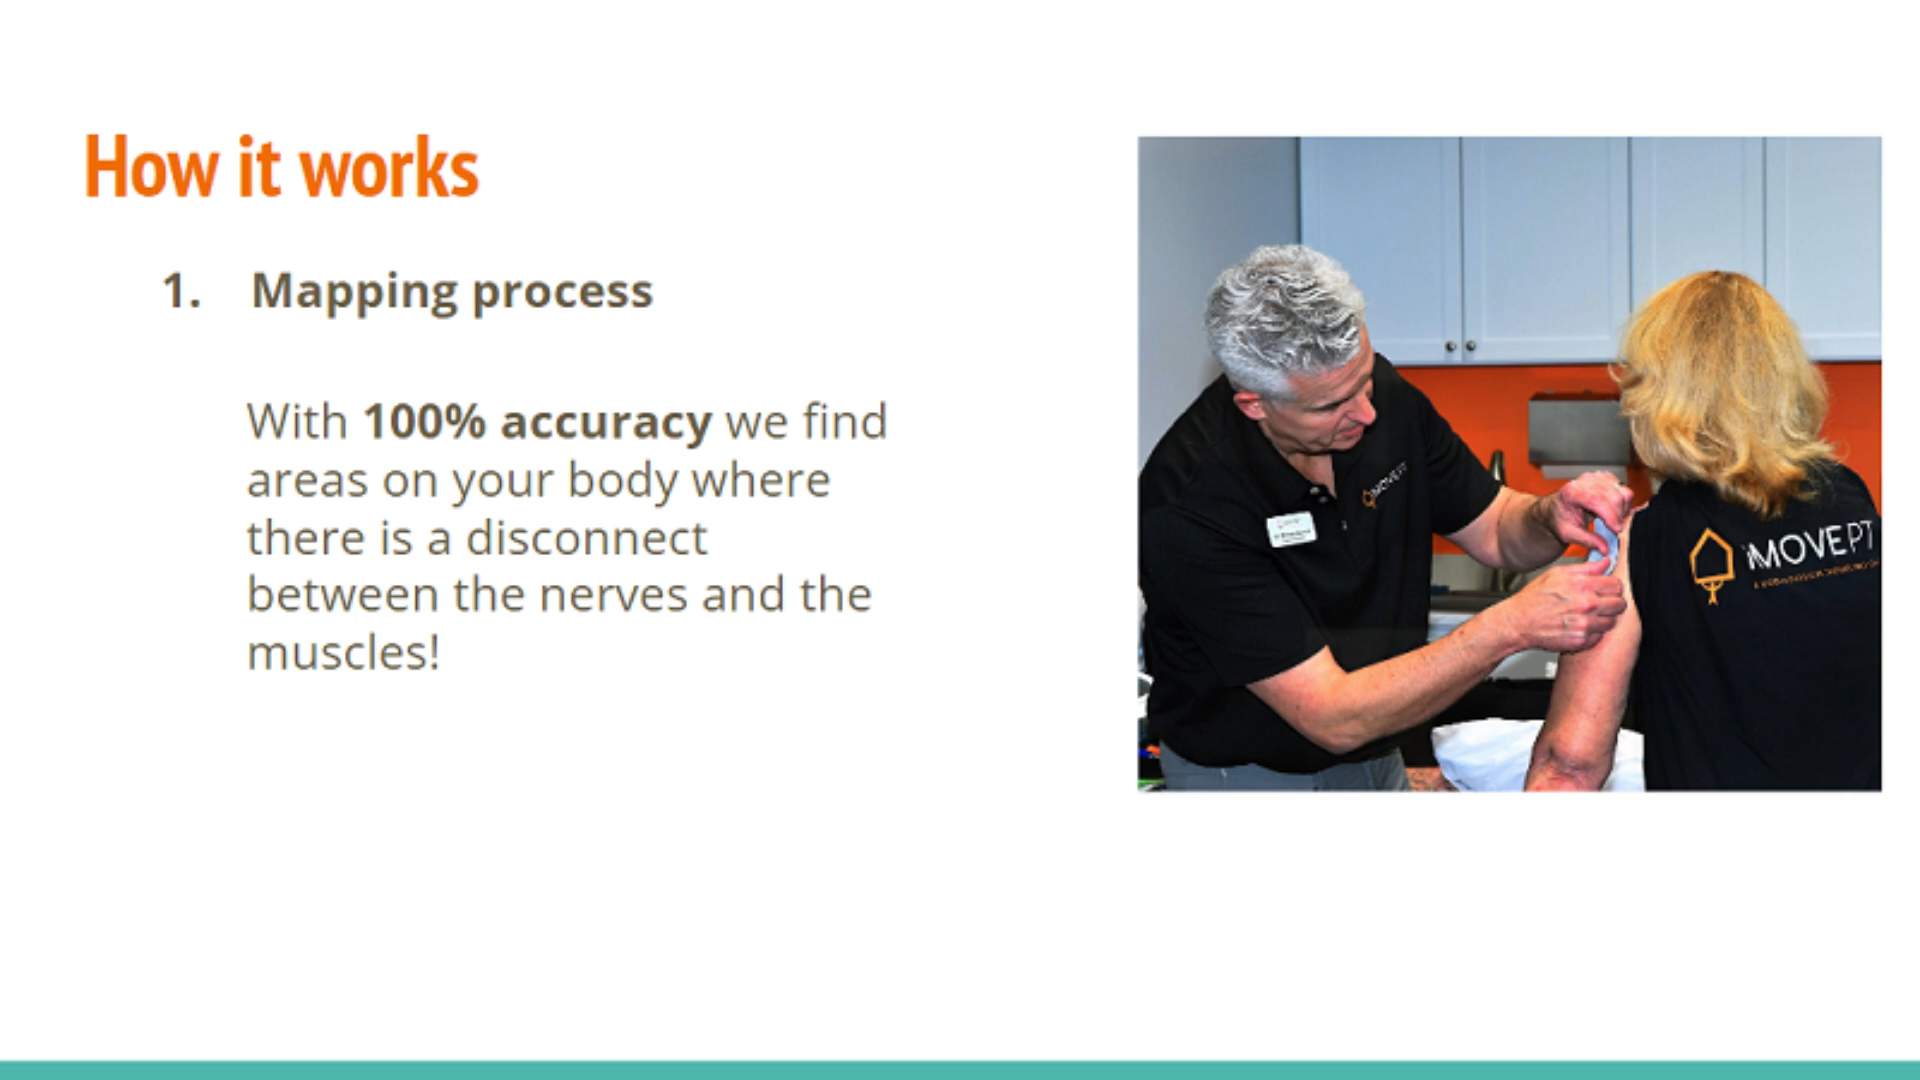 How it works
1. Mapping process
With 100% accuracy we find
areas on your body where
there is a disconnect
between the nerves and the
muscles!
MOVEPT
iMOVEPT